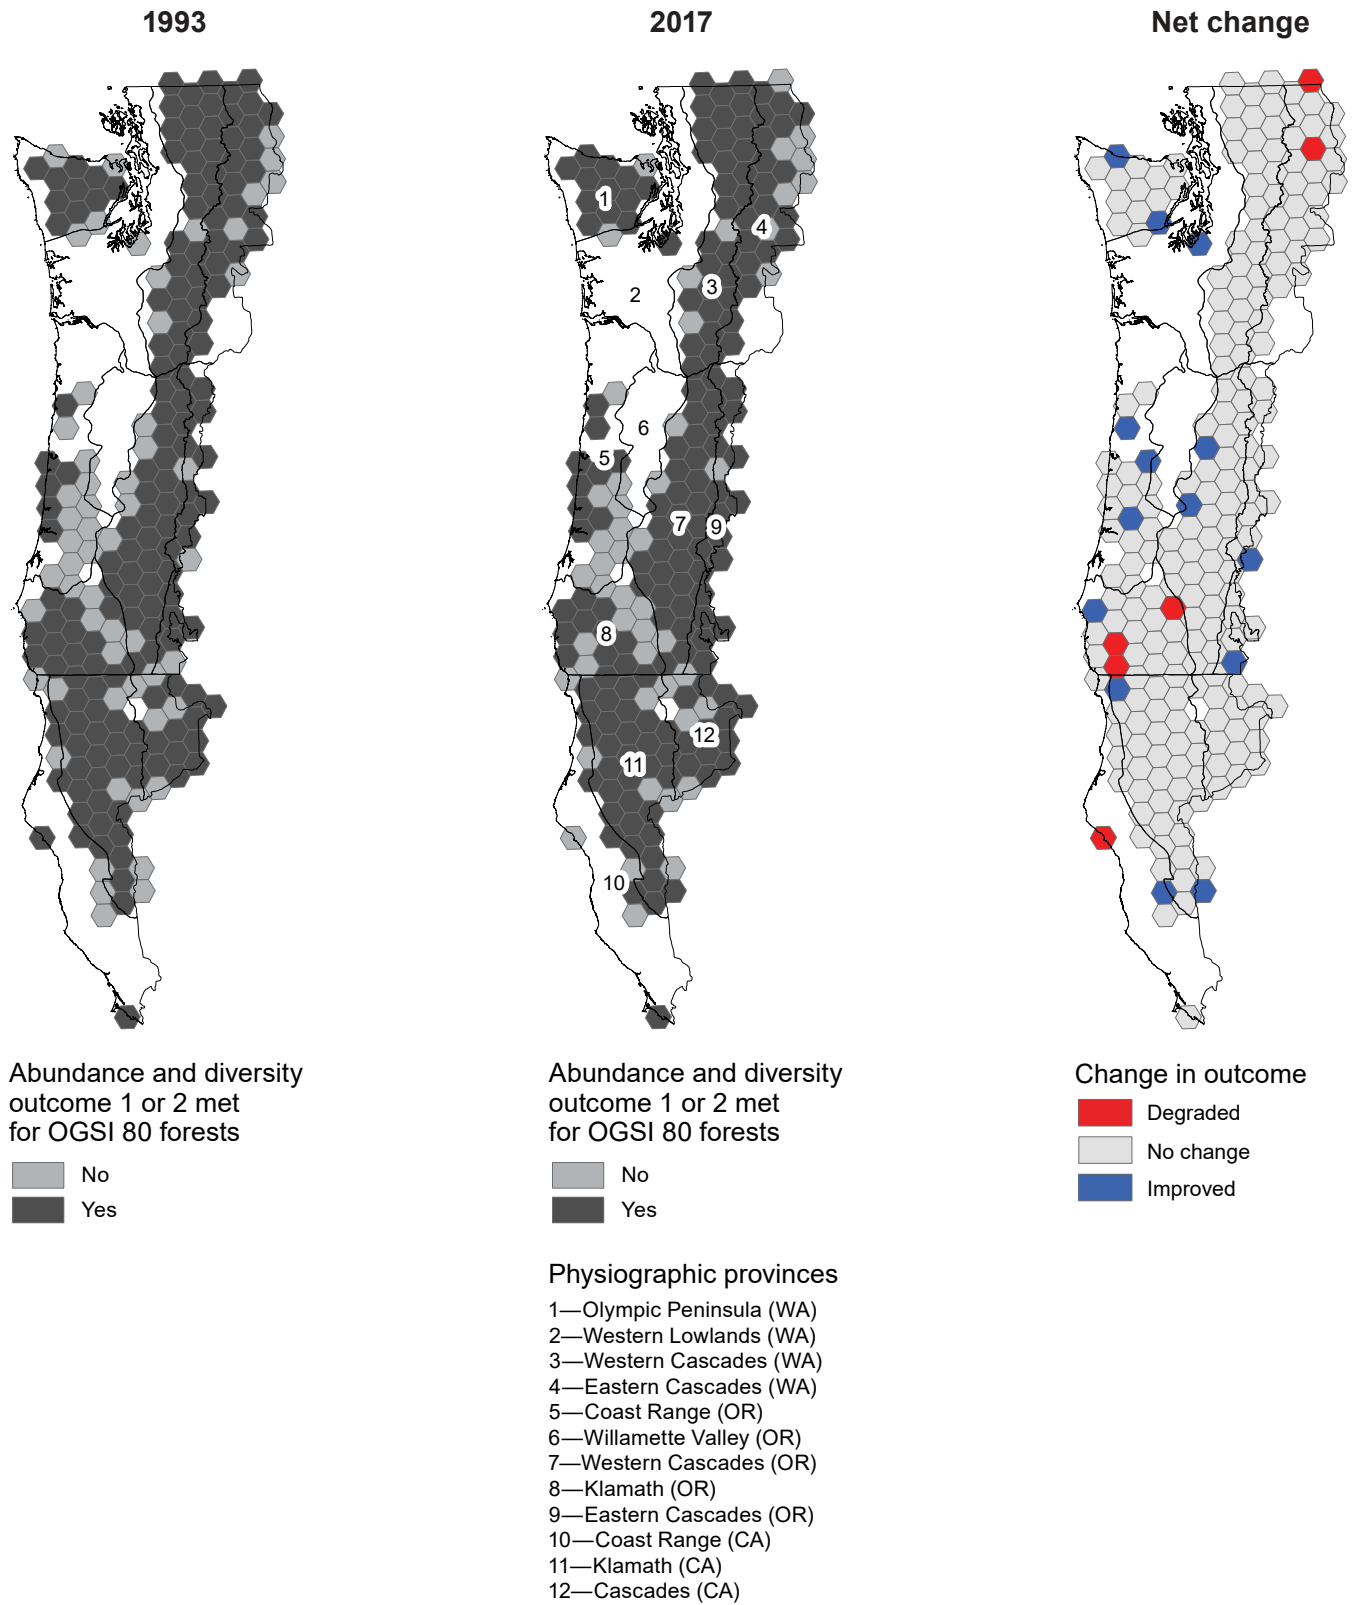 1993
2017
Net change
1
4
3
2
6
5
7
9
8
12
11
10
Abundance and diversity
outcome 1 or 2 met
for OGSI 80 forests
No
Yes
Abundance and diversity
outcome 1 or 2 met
for OGSI 80 forests
No
Yes
Physiographic provinces
1—Olympic Peninsula (WA)
2—Western Lowlands (WA)
3—Western Cascades (WA)
4—Eastern Cascades (WA)
5—Coast Range (OR)
6—Willamette Valley (OR)
7—Western Cascades (OR)
8—Klamath (OR)
9—Eastern Cascades (OR)
10—Coast Range (CA)
11—Klamath (CA)
12—Cascades (CA)
Change in outcome
Degraded
No change
Improved